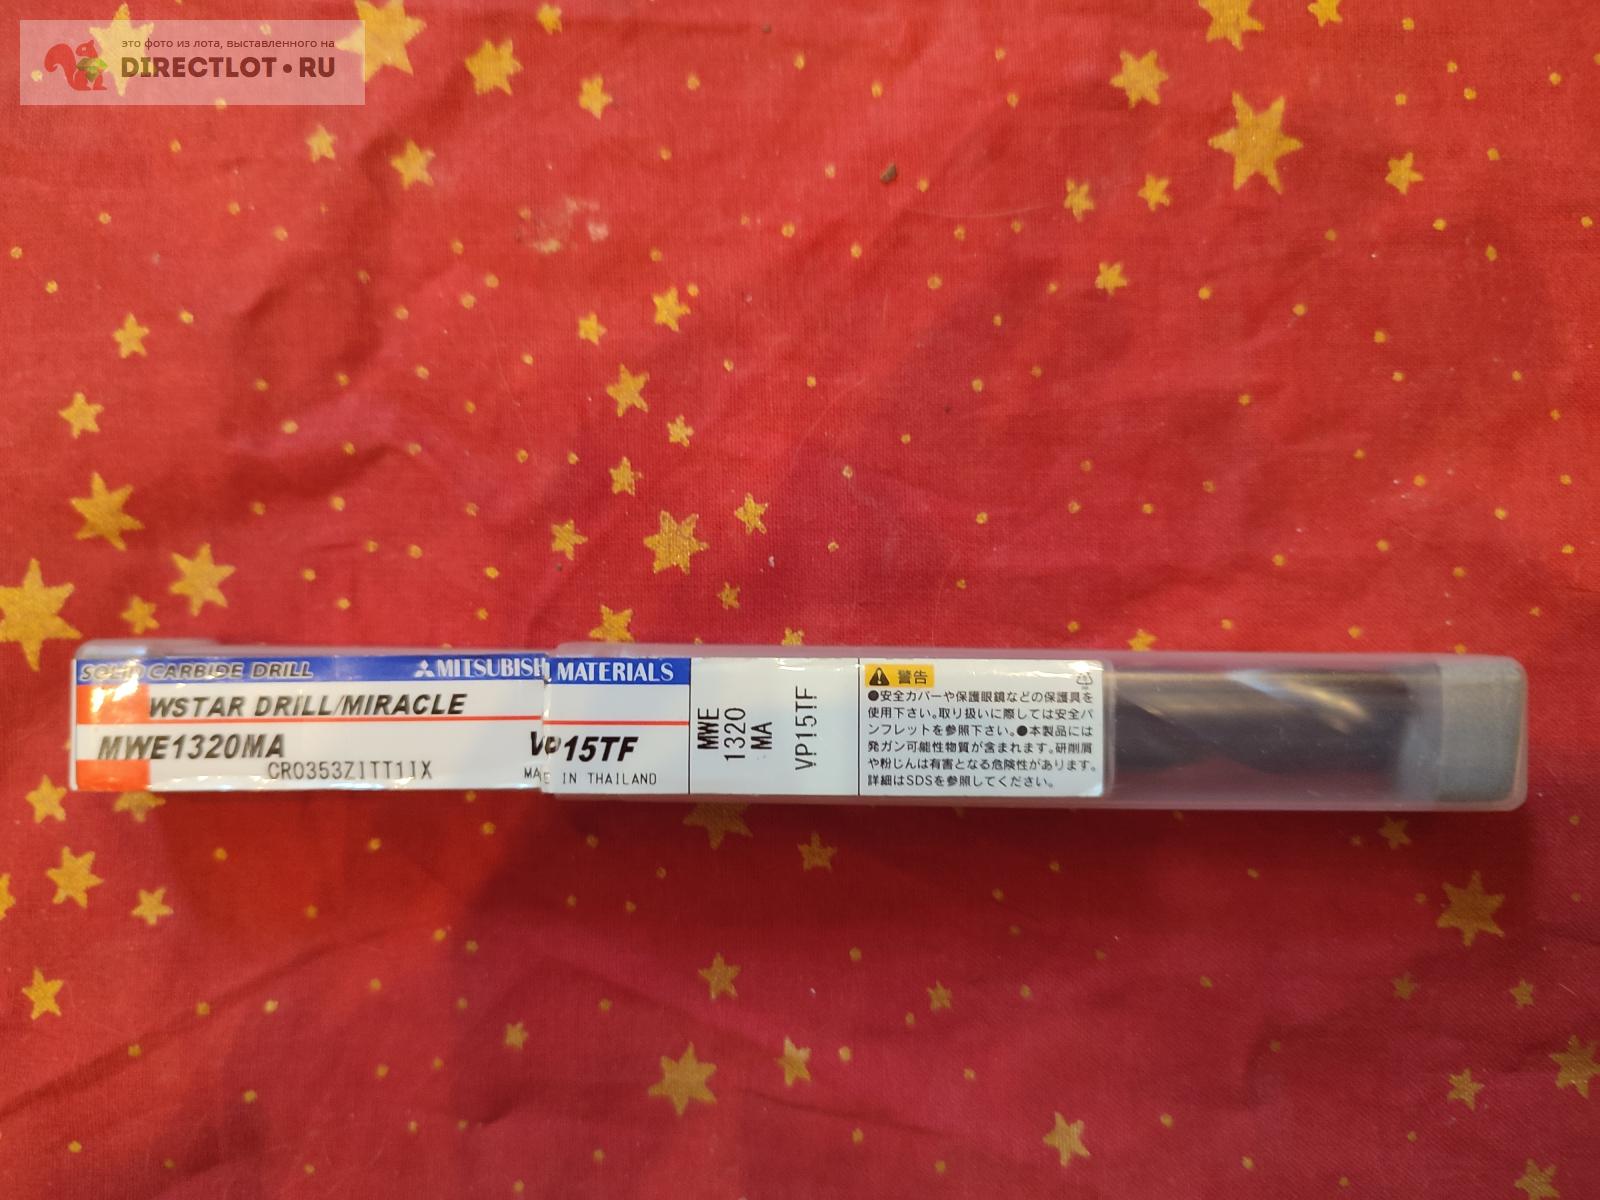 это фото из лота, выставленного на
DIRECTLOT•RU
SOLID CARBIDE DRILL
MITSUBISHI MATERIALS
WSTAR DRILL/MIRACLE
MWE1320MA
VP15TF
CR0353ZITT1IX
MADE IN THAILAND
MWE
1320
MA
VP15TF
警告
●安全カバーや保護眼鏡などの保護具を
使用下さい。取り扱いに際しては安全パ
ンフレットを参照下さい。●本製品には
発ガン可能性物質が含まれます。研削屑
や粉じんは有害となる危険性があります。
詳細はSDSを参照してください。